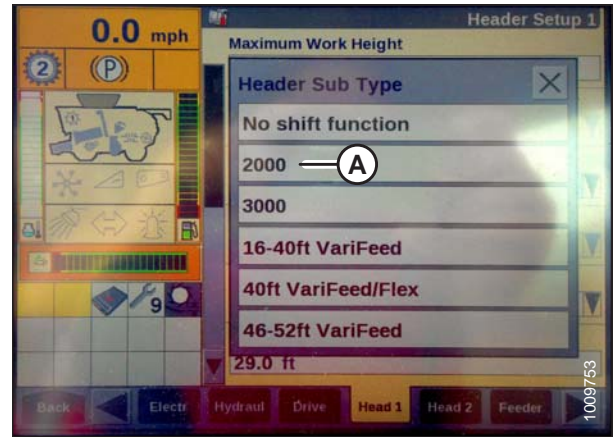 0.0 mph
Header Setup 1
Maximum Work Height
2
(P)
Header Sub Type
No shift function
2000
A
3000
16-40ft VariFeed
40ft VariFeed/Flex
46-52ft VariFeed
9
29.0 ft
Back
Electr
Hydraul
Drive
Head 1
Head 2
Feeder
1009753